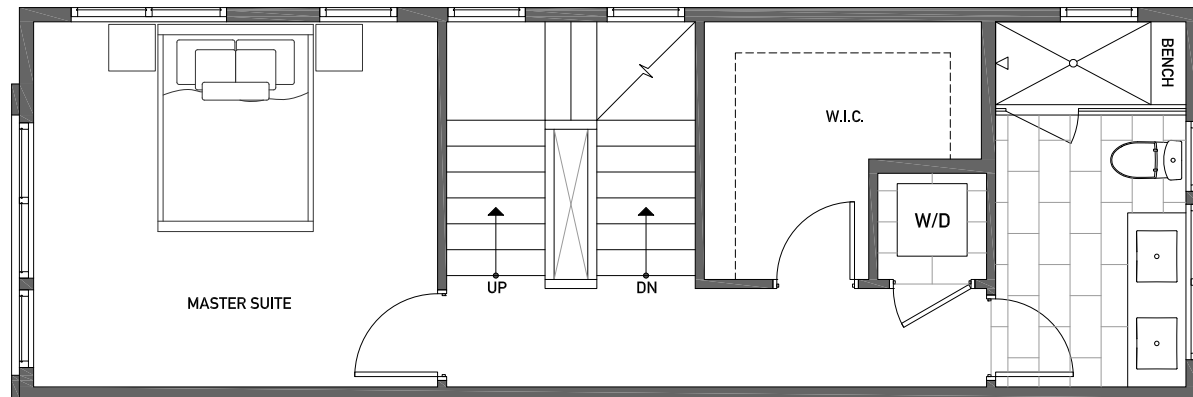 BENCH
W.I.C.
W/D
UP
DN
MASTER SUITE